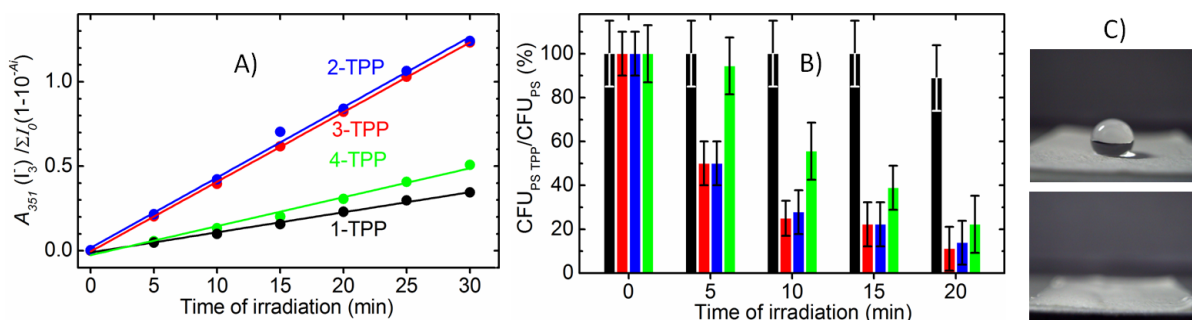 A)
A351 (I-3) /ΣI0(1-10-Ai)
1.0
0.5
0.0
2-TPP
3-TPP
4-TPP
1-TPP
0 5 10 15 20 25 30
Time of irradiation (min)
B)
CFUPS TPP/CFUPS (%)
100
80
60
40
20
0
0 5 10 15 20
Time of irradiation (min)
C)